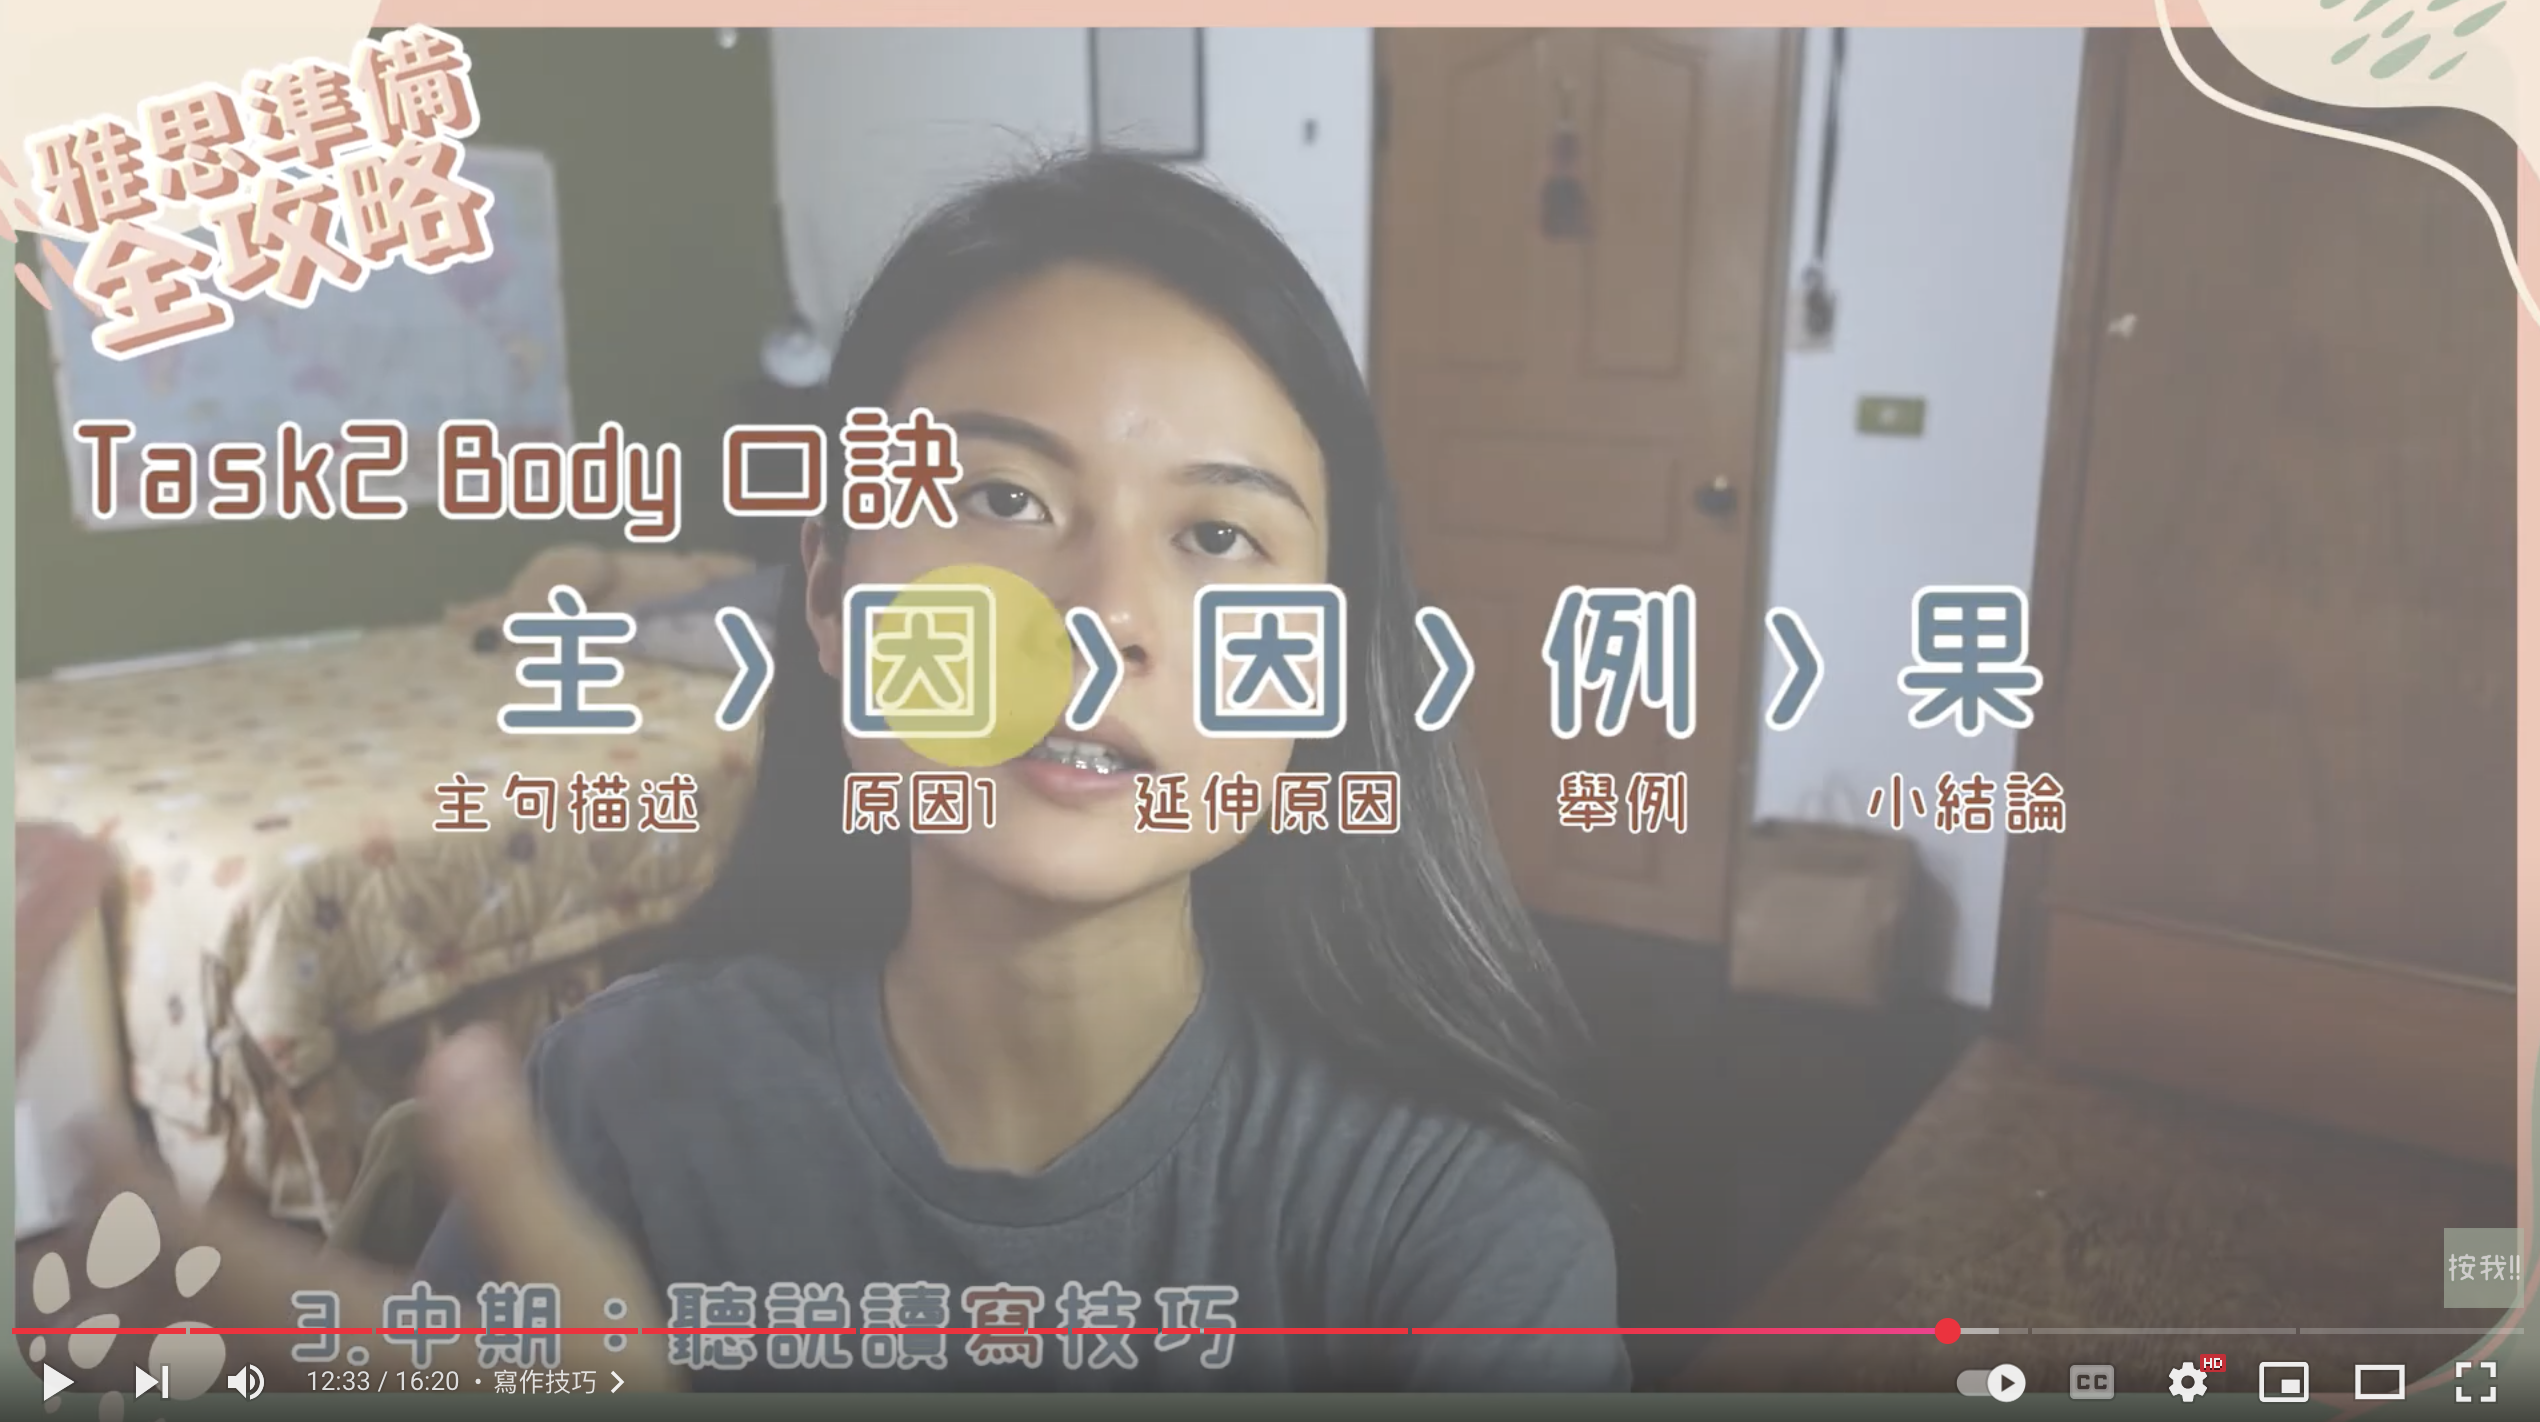 雅思準備
全攻略
Task2 Body 口訣
主 > 因 > 因 > 例 > 果
主句描述 原因1 延伸原因 舉例 小結論
按我!!
3.中期：聽說讀寫技巧
12:33 / 16:20 • 寫作技巧 >
CC
HD